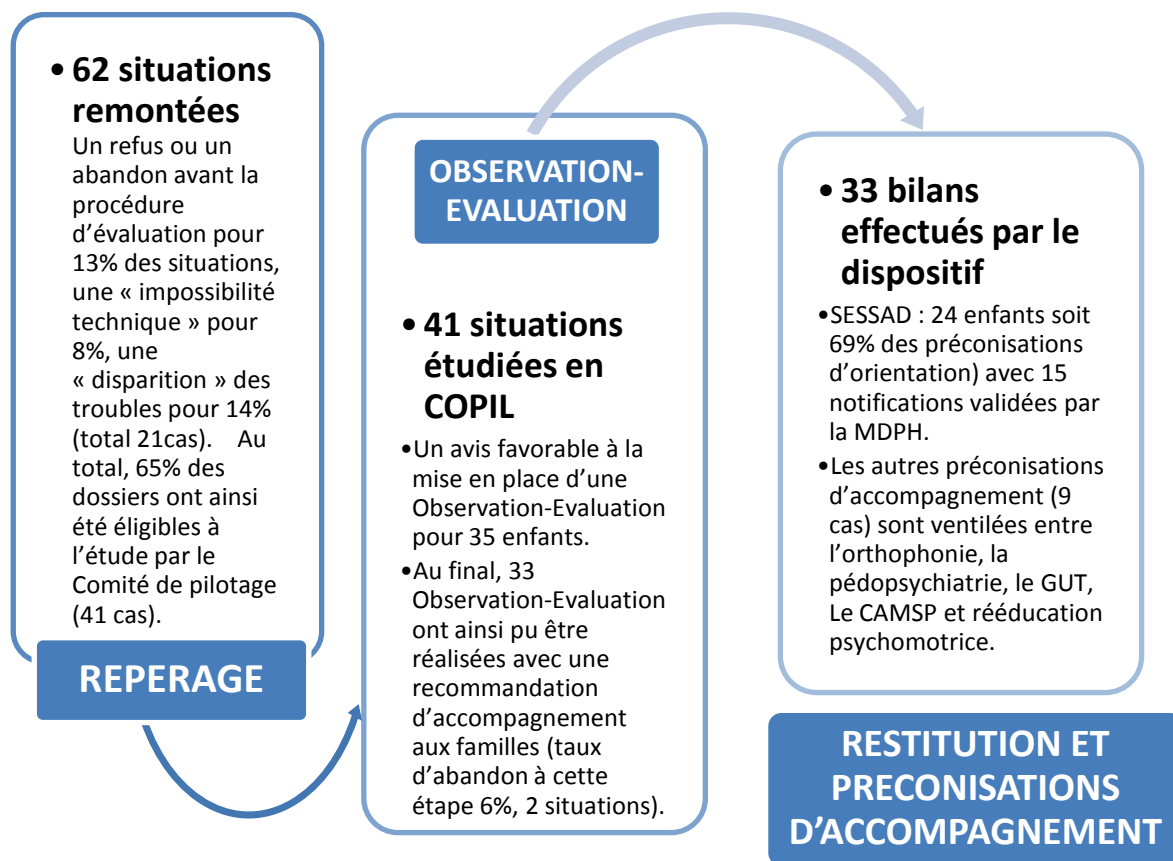 • 62 situations
remontées
Un refus ou un
abandon avant la
procédure
d'évaluation pour
13% des situations,
une « impossibilité
technique » pour
8%, une
« disparition » des
troubles pour 14%
(total 21cas). Au
total, 65% des
dossiers ont ainsi
été éligibles à
l'étude par le
Comité de pilotage
(41 cas).
REPERAGE
OBSERVATION-
EVALUATION
• 41 situations
étudiées en
COPIL
•Un avis favorable à la
mise en place d'une
Observation-Evaluation
pour 35 enfants.
•Au final, 33
Observation-Evaluation
ont ainsi pu être
réalisées avec une
recommandation
d'accompagnement
aux familles (taux
d'abandon à cette
étape 6%, 2 situations).
• 33 bilans
effectués par le
dispositif
•SESSAD : 24 enfants soit
69% des préconisations
d'orientation) avec 15
notifications validées par
la MDPH.
•Les autres préconisations
d'accompagnement (9
cas) sont ventilées entre
l'orthophonie, la
pédopsychiatrie, le GUT,
Le CAMSP et rééducation
psychomotrice.
RESTITUTION ET
PRECONISATIONS
D'ACCOMPAGNEMENT